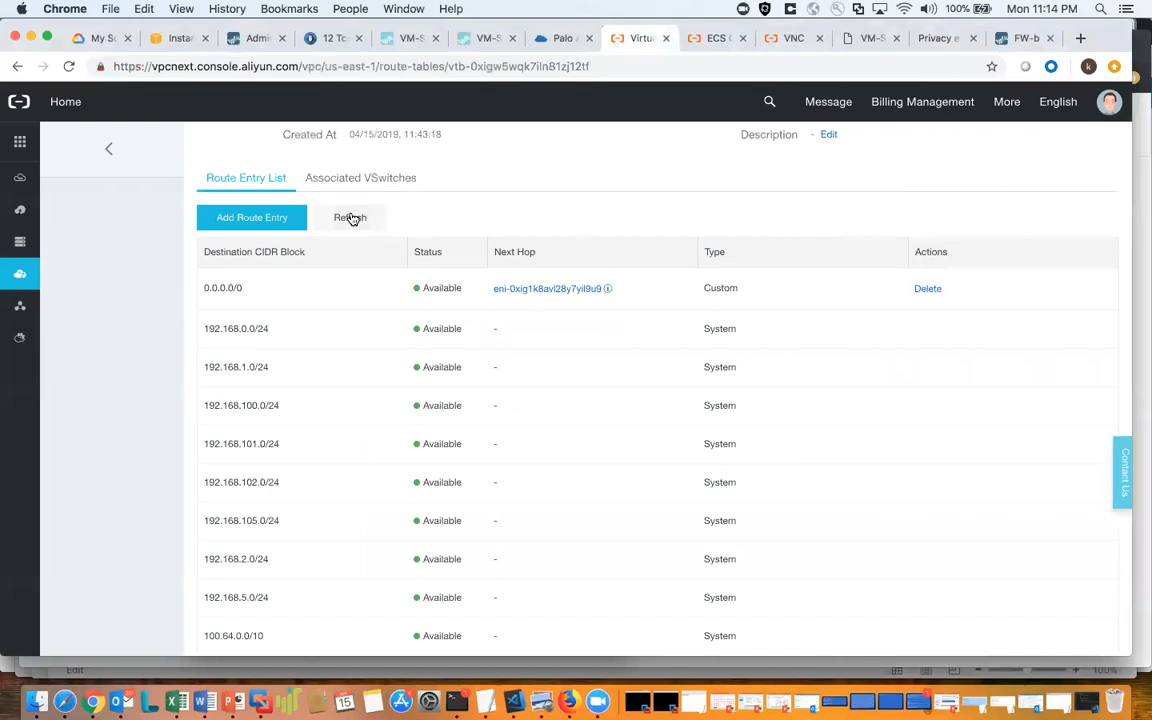 Chrome File Edit View History Bookmarks People Window Help 100% Mon 11:14 PM
My S Instan Admi 12 To VM-S VM-S Palo A Virtua ECS C VNC VM-S Privacy e FW-b
https://vpcnext.console.aliyun.com/vpc/us-east-1/route-tables/vtb-0xigw5wqk7iln81zj12tf
Home Message Billing Management More English
Created At 04/15/2019, 11:43:18 Description - Edit
Route Entry List Associated VSwitches
Add Route Entry Refresh
Destination CIDR Block Status Next Hop Type Actions
0.0.0.0/0 Available eni-0xig1k8avl28y7yil9u9 Custom Delete
192.168.0.0/24 Available - System
192.168.1.0/24 Available - System
192.168.100.0/24 Available - System
192.168.101.0/24 Available - System
192.168.102.0/24 Available - System
192.168.105.0/24 Available - System
192.168.2.0/24 Available - System
192.168.5.0/24 Available - System
100.64.0.0/10 Available - System
Contact Us
Edit 100%
15